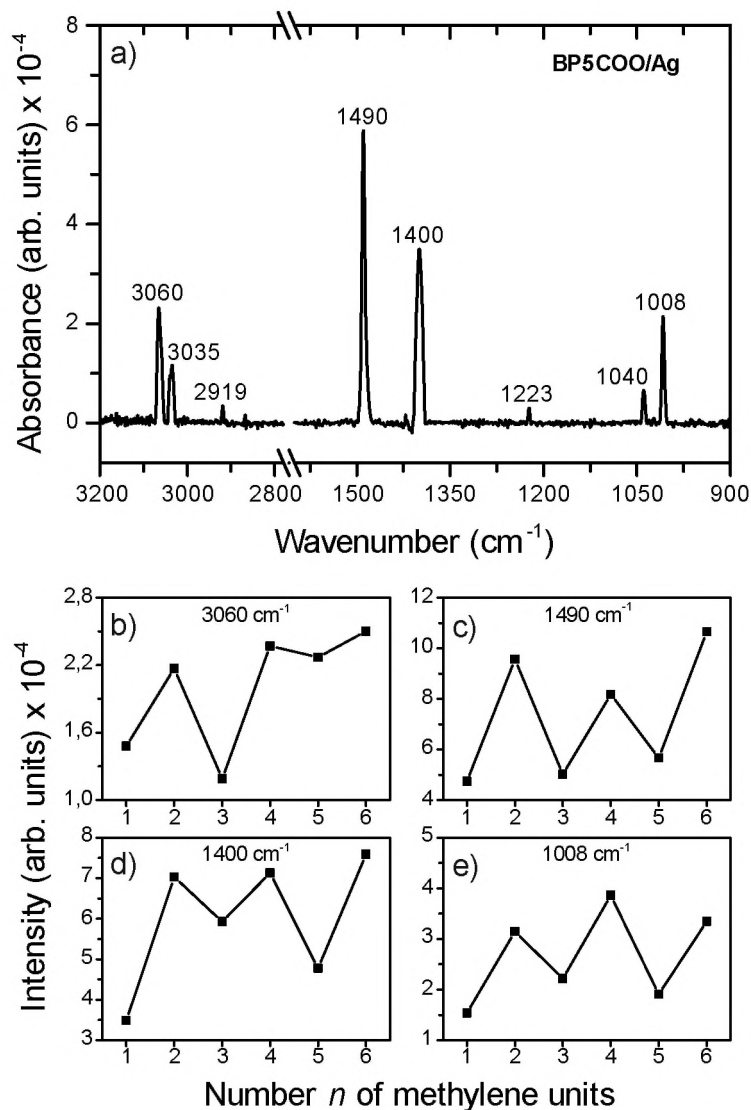 a)
BP5COO/Ag
Absorbance (arb. units) x 10-4
8
6
4
2
0
3060
3035
2919
1490
1400
1223
1040
1008
3200 3000 2800 1500 1350 1200 1050 900
Wavenumber (cm-1)
Intensity (arb. units) x 10-4
b)
3060 cm-1
2,8
2,2
1,6
1,0
1 2 3 4 5 6
c)
1490 cm-1
12
10
8
6
4
1 2 3 4 5 6
d)
1400 cm-1
8
7
6
5
3
1 2 3 4 5 6
e)
1008 cm-1
5
4
3
2
1
1 2 3 4 5 6
Number n of methylene units